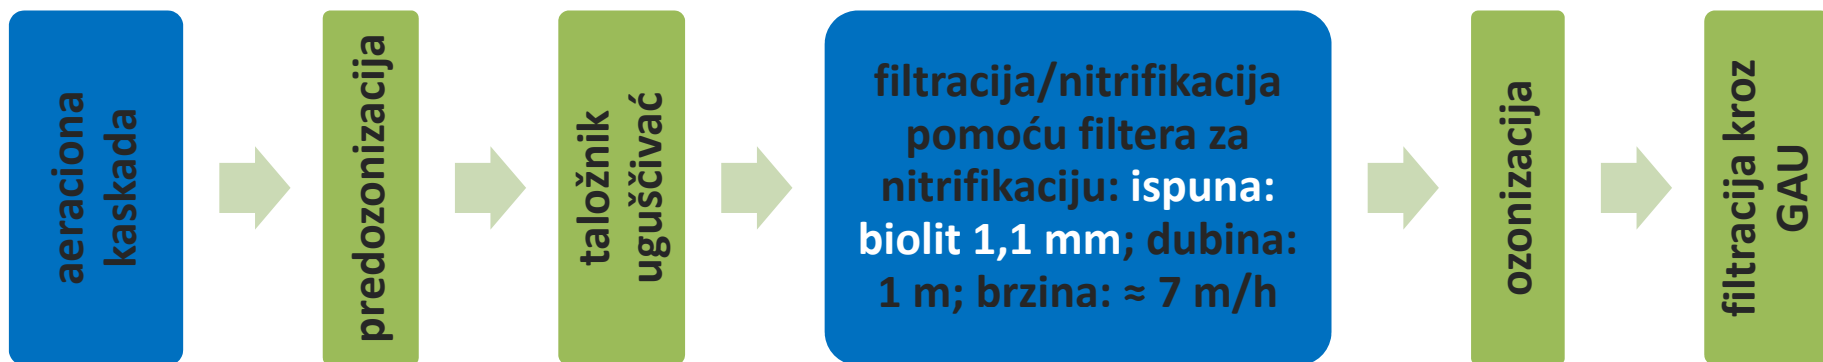 aeraciona
kaskada
predozonizacija
taložnik
ugušščivać
filtracija/nitrifikacija
pomoću filtera za
nitrifikaciju: ispuna:
biolit 1,1 mm; dubina:
1 m; brzina: ≈ 7 m/h
ozonizacija
filtracija kroz
GAU